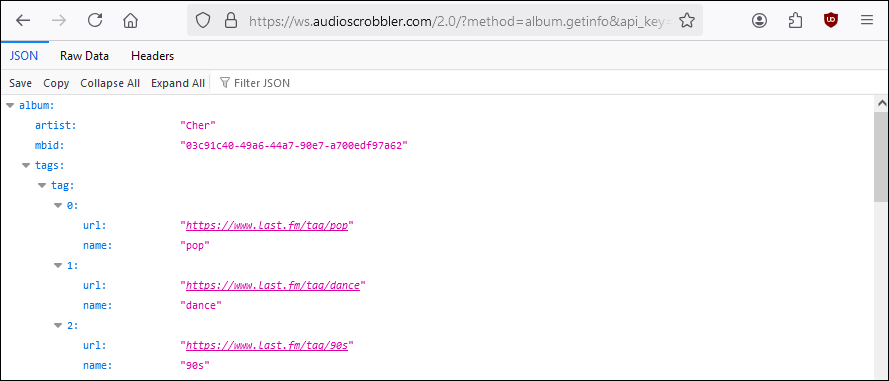 https://ws.audioscrobbler.com/2.0/?method=album.getinfo&api_key=
JSON Raw Data Headers
Save Copy Collapse All Expand All Filter JSON
album:
artist: "Cher"
mbid: "03c91c40-49a6-44a7-90e7-a700edf97a62"
tags:
tag:
0:
url: "https://www.last.fm/tag/pop"
name: "pop"
1:
url: "https://www.last.fm/tag/dance"
name: "dance"
2:
url: "https://www.last.fm/tag/90s"
name: "90s"